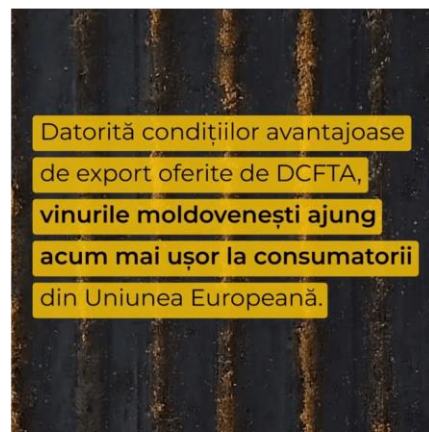 Datorită condițiilor avantajoase
de export oferite de DCFTA,
vinurile moldovenești ajung
acum mai ușor la consumatorii
din Uniunea Europeană.